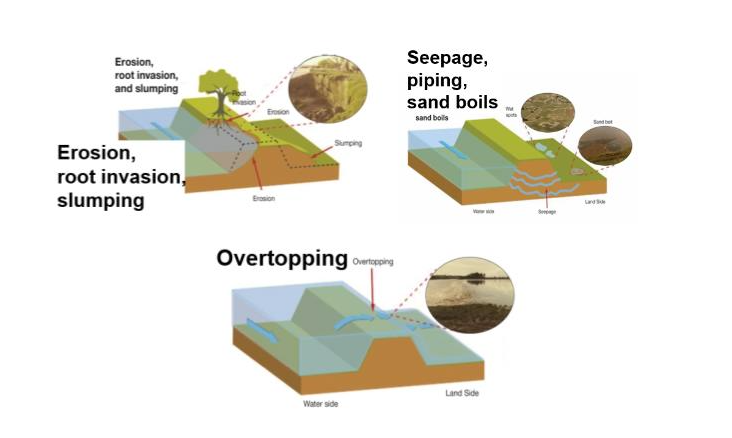 Erosion,
root invasion,
and slumping
Root
invasion
Erosion
Slumping
Erosion
Erosion,
root invasion,
slumping
Seepage,
piping,
sand boils
sand boils
Wet
spots
Sand boil
Land Side
Water side
Seepage
Overtopping
Overtopping
Water side
Land Side